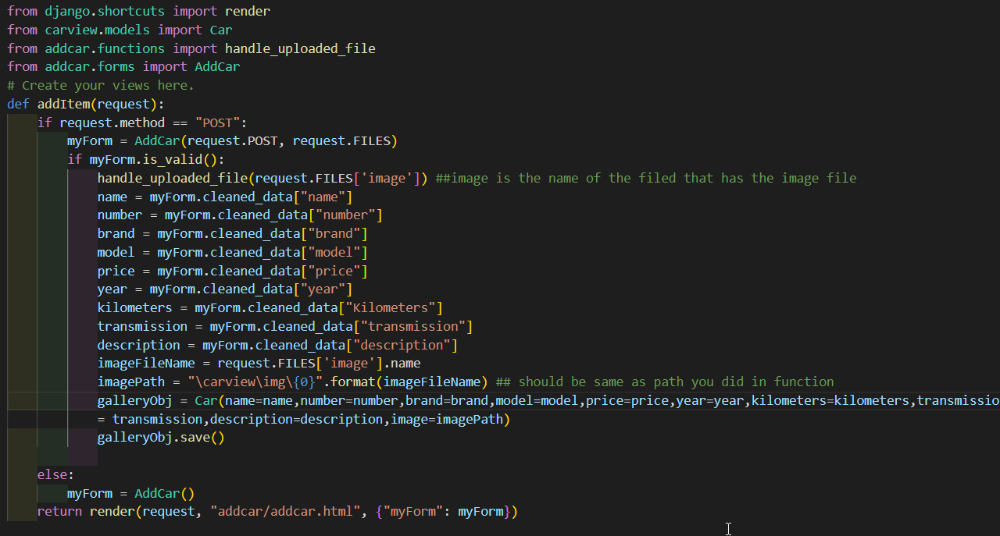 from django.shortcuts import render
from carview.models import Car
from addcar.functions import handle_uploaded_file
from addcar.forms import AddCar
# Create your views here.
def addItem(request):
    if request.method == "POST":
        myForm = AddCar(request.POST, request.FILES)
        if myForm.is_valid():
            handle_uploaded_file(request.FILES['image']) ##image is the name of the filed that has the image file
            name = myForm.cleaned_data["name"]
            number = myForm.cleaned_data["number"]
            brand = myForm.cleaned_data["brand"]
            model = myForm.cleaned_data["model"]
            price = myForm.cleaned_data["price"]
            year = myForm.cleaned_data["year"]
            kilometers = myForm.cleaned_data["Kilometers"]
            transmission = myForm.cleaned_data["transmission"]
            description = myForm.cleaned_data["description"]
            imageFileName = request.FILES['image'].name
            imagePath = "\carview\img\{0}".format(imageFileName) ## should be same as path you did in function
            galleryObj = Car(name=name,number=number,brand=brand,model=model,price=price,year=year,kilometers=kilometers,transmissio
            = transmission,description=description,image=imagePath)
            galleryObj.save()
    else:
        myForm = AddCar()
    return render(request, "addcar/addcar.html", {"myForm": myForm})